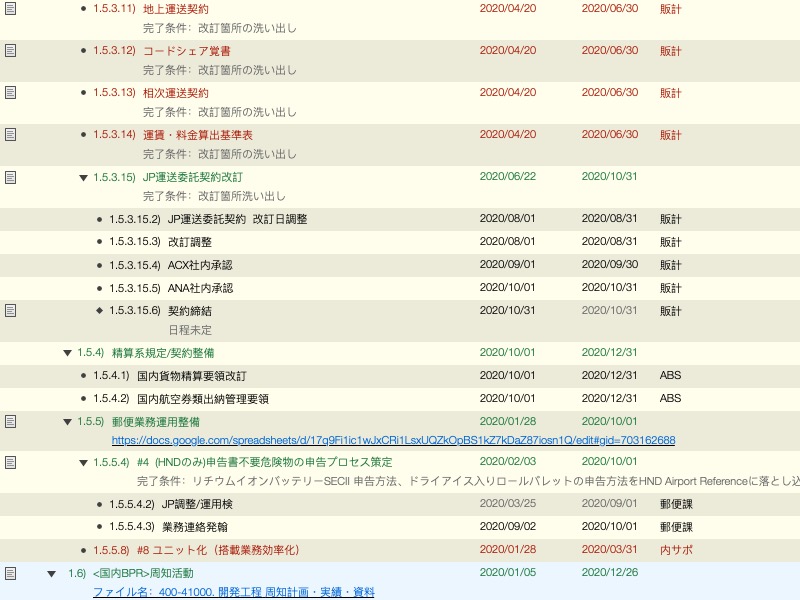 1.5.3.11) 地上運送契約 2020/04/20 2020/06/30 販計
完了条件: 改訂箇所の洗い出し
1.5.3.12) コードシェア覚書 2020/04/20 2020/06/30 販計
完了条件: 改訂箇所の洗い出し
1.5.3.13) 相次運送契約 2020/04/20 2020/06/30 販計
完了条件: 改訂箇所の洗い出し
1.5.3.14) 運賃・料金算出基準表 2020/04/20 2020/06/30 販計
完了条件: 改訂箇所の洗い出し
1.5.3.15) JP運送委託契約改訂 2020/06/22 2020/10/31
完了条件: 改訂箇所洗い出し
1.5.3.15.2) JP運送委託契約 改訂日調整 2020/08/01 2020/08/31 販計
1.5.3.15.3) 改訂調整 2020/08/01 2020/08/31 販計
1.5.3.15.4) ACX社内承認 2020/09/01 2020/09/30 販計
1.5.3.15.5) ANA社内承認 2020/10/01 2020/10/31 販計
1.5.3.15.6) 契約締結 2020/10/31 2020/10/31 販計
日程未定
1.5.4) 精算系規定/契約整備 2020/10/01 2020/12/31
1.5.4.1) 国内貨物精算要領改訂 2020/10/01 2020/12/31 ABS
1.5.4.2) 国内航空券類出納管理要領 2020/10/01 2020/12/31 ABS
1.5.5) 郵便業務運用整備 2020/01/28 2020/10/01
https://docs.google.com/spreadsheets/d/17q9Fi1ic1wJxCRi1LsxUQZkOpBS1kZ7kDaZ87iosn1Q/edit#gid=703162688
1.5.5.4) #4 (HNDのみ)申告書不要危険物の申告プロセス策定 2020/02/03 2020/10/01
完了条件: リチウムイオンバッテリーSECII 申告方法、ドライアイス入りロールパレットの申告方法をHND Airport Referenceに落とし込
1.5.5.4.2) JP調整/運用検 2020/03/25 2020/09/01 郵便課
1.5.5.4.3) 業務連絡発翰 2020/09/02 2020/10/01 郵便課
1.5.5.8) #8 ユニット化（搭載業務効率化） 2020/01/28 2020/03/31 内サポ
1.6) <国内BPR>周知活動 2020/01/05 2020/12/26
ファイル名: 400-41000. 開発工程 周知計画・実績・資料